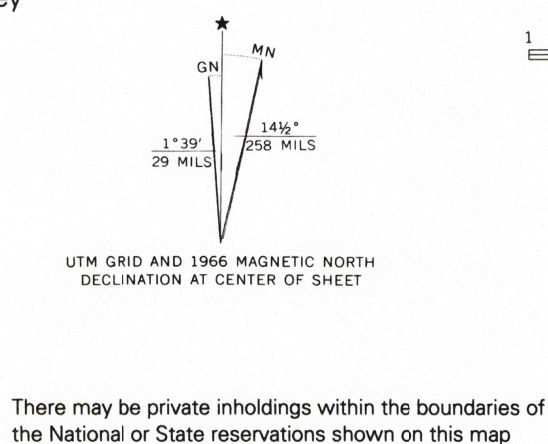 ey
1
GN
MN
1°39′
29 MILS
14½°
258 MILS
UTM GRID AND 1966 MAGNETIC NORTH
DECLINATION AT CENTER OF SHEET
There may be private inholdings within the boundaries of
the National or State reservations shown on this map